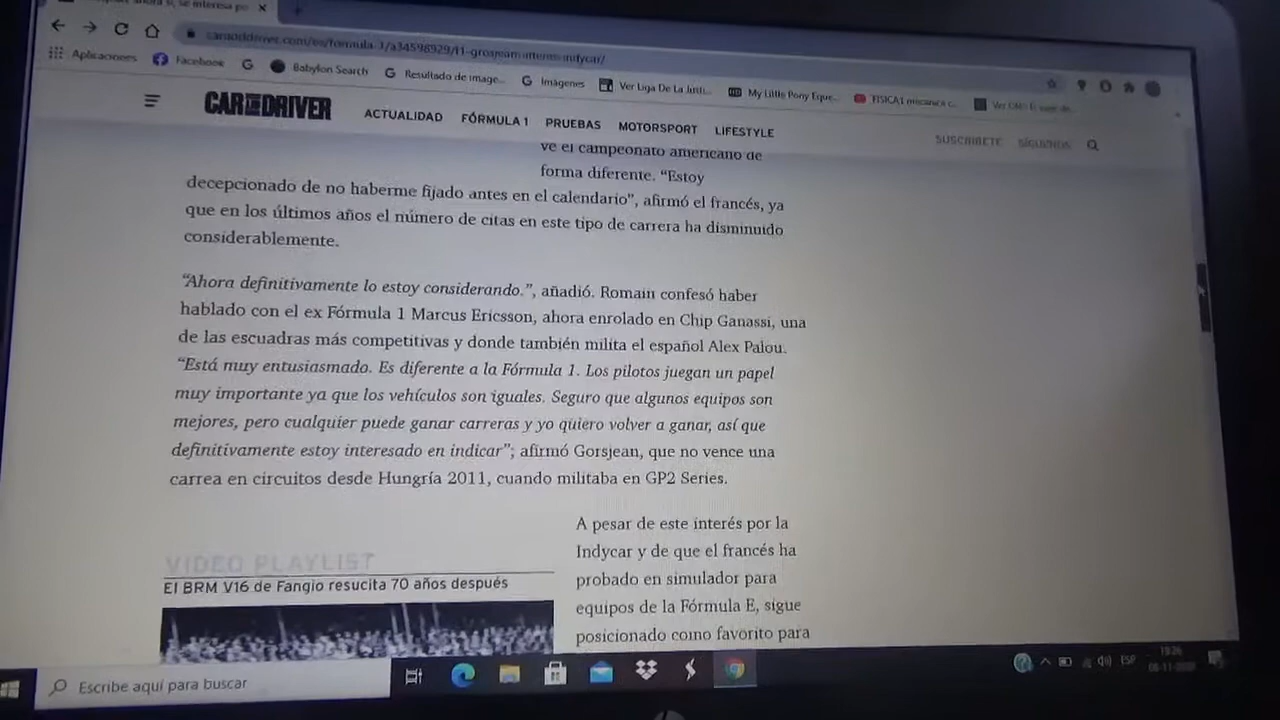 Aplicaciones Facebook G Babylon Search Resultado de image... Imágenes Ver Liga De La Justi... My Little Pony Eque... FISICA1
CAR AND DRIVER
ACTUALIDAD FÓRMULA 1 PRUEBAS MOTORSPORT LIFESTYLE
SUSCRIBETE SÍGUENOS
ve el campeonato americano de
forma diferente. “Estoy
decepcionado de no haberme fijado antes en el calendario”, afirmó el francés, ya
que en los últimos años el número de citas en este tipo de carrera ha disminuido
considerablemente.
“Ahora definitivamente lo estoy considerando.”, añadió. Romain confesó haber
hablado con el ex Fórmula 1 Marcus Ericsson, ahora enrolado en Chip Ganassi, una
de las escuadras más competitivas y donde también milita el español Alex Palou.
“Está muy entusiasmado. Es diferente a la Fórmula 1. Los pilotos juegan un papel
muy importante ya que los vehículos son iguales. Seguro que algunos equipos son
mejores, pero cualquier puede ganar carreras y yo quiero volver a ganar, así que
definitivamente estoy interesado en indicar”; afirmó Gorsjean, que no vence una
carrea en circuitos desde Hungría 2011, cuando militaba en GP2 Series.
A pesar de este interés por la
Indycar y de que el francés ha
probado en simulador para
equipos de la Fórmula E, sigue
posicionado como favorito para
VIDEO PLAYLIST
El BRM V16 de Fangio resucita 70 años después
Escribe aquí para buscar
ESP